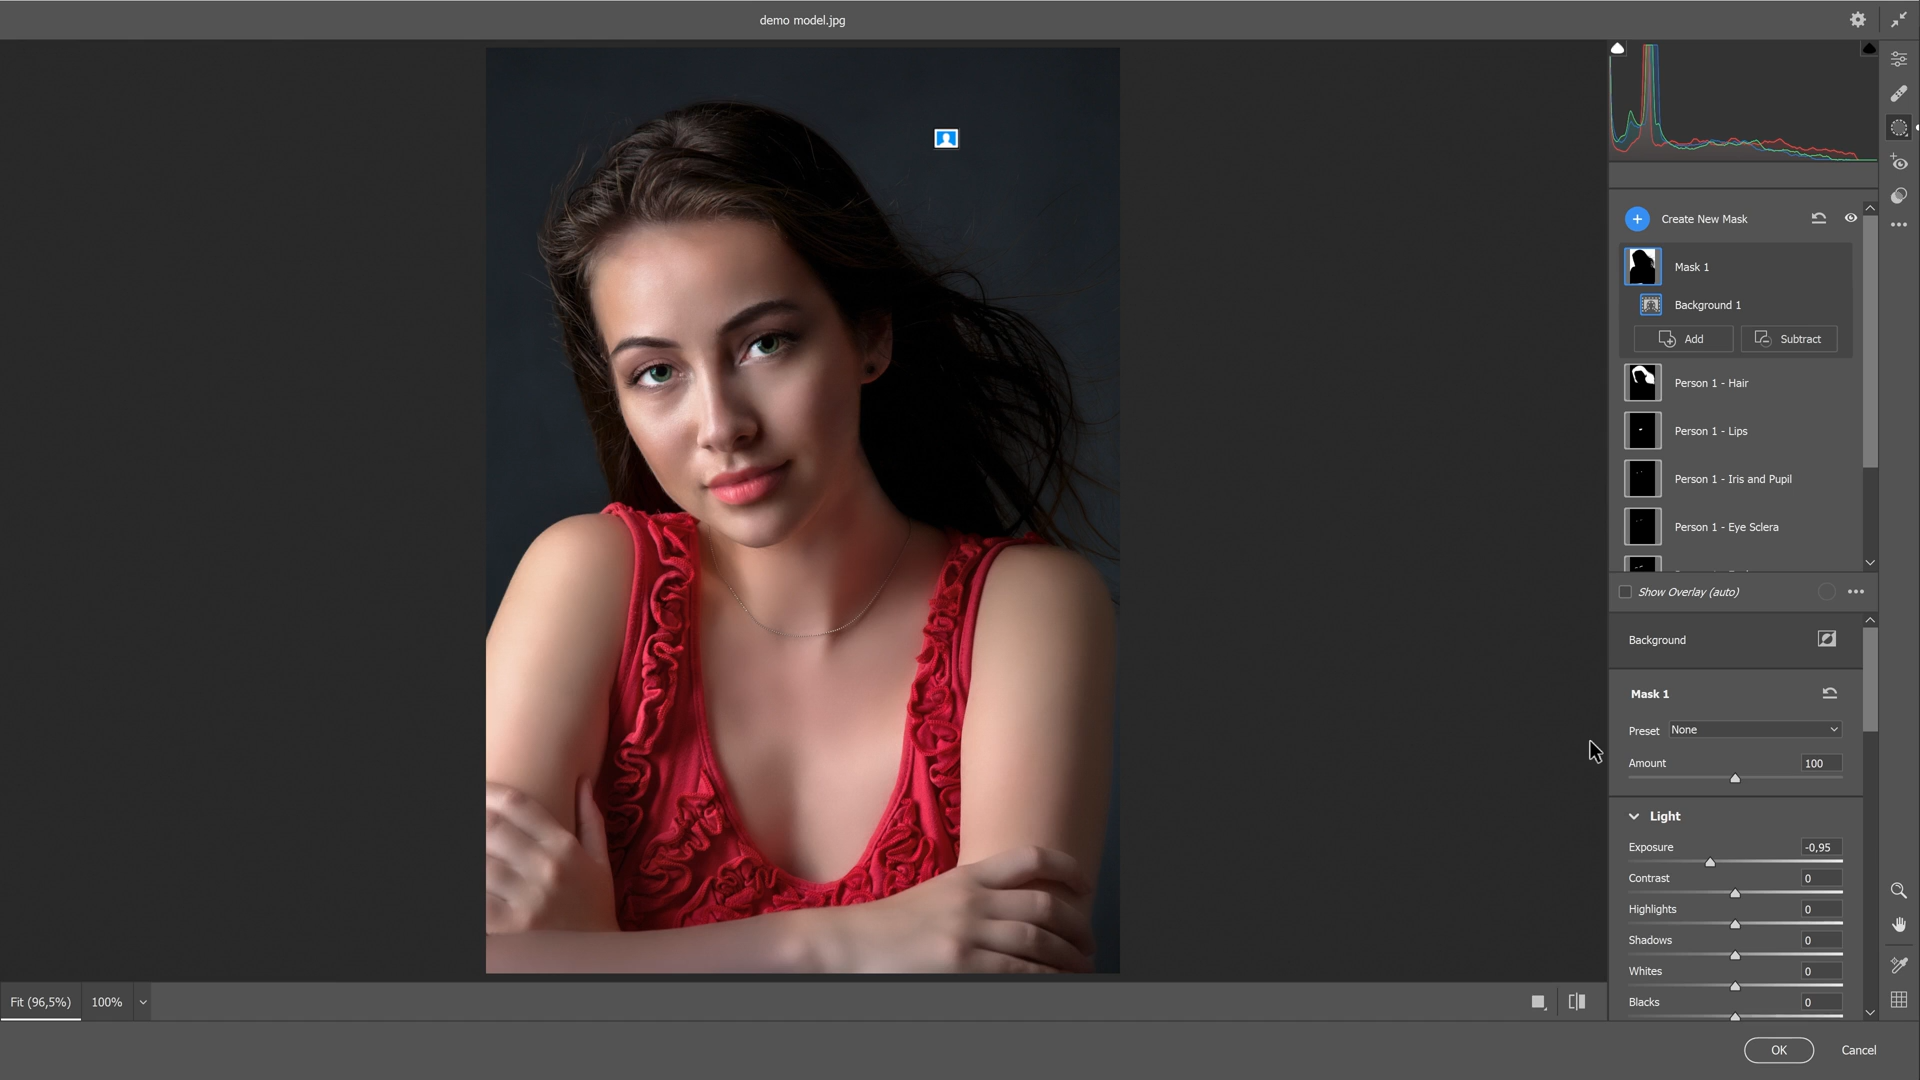 demo model.jpg
Create New Mask
Mask 1
Background 1
Add
Subtract
Person 1 - Hair
Person 1 - Lips
Person 1 - Iris and Pupil
Person 1 - Eye Sclera
Show Overlay (auto)
Background
Mask 1
Preset None
Amount 100
Light
Exposure -0,95
Contrast 0
Highlights 0
Shadows 0
Whites 0
Blacks 0
Fit (96,5%) 100%
OK Cancel